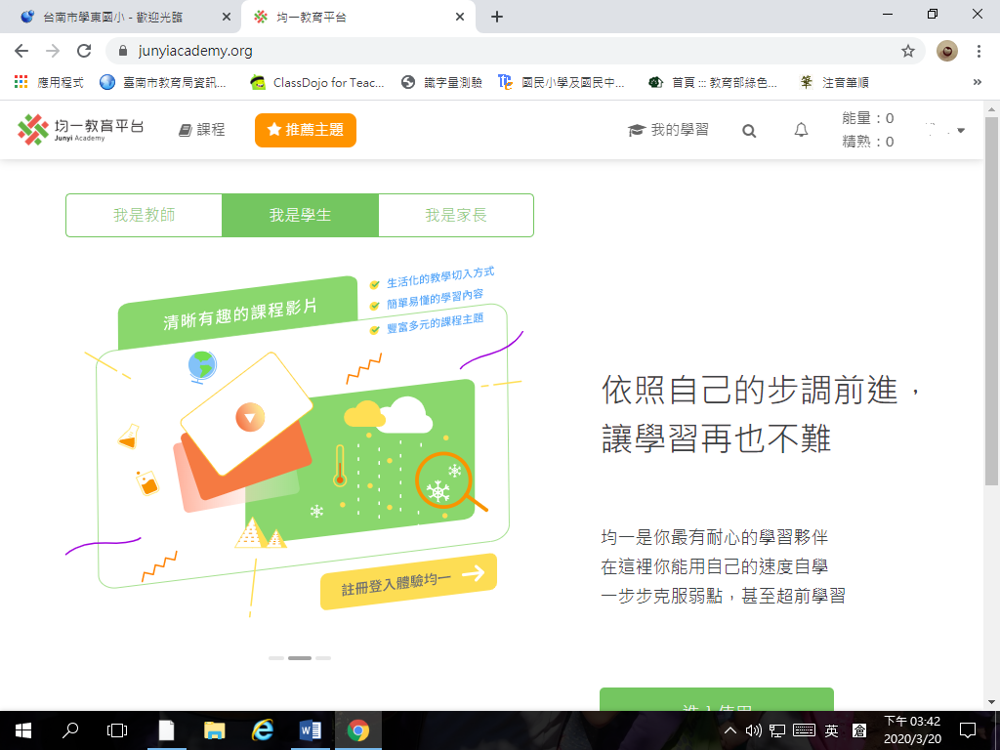 台南市學東國小 - 歡迎光臨
均一教育平台
junyiacademy.org
應用程式
臺南市教育局資訊...
ClassDojo for Teac...
識字量測驗
國民小學及國民中...
首頁 ::: 教育部綠色...
注音筆順
均一教育平台
Junyi Academy
課程
推薦主題
我的學習
能量：0
精熟：0
我是教師
我是學生
我是家長
清晰有趣的課程影片
生活化的教學切入方式
簡單易懂的學習內容
豐富多元的課程主題
註冊登入體驗均一
依照自己的步調前進，
讓學習再也不難
均一是你最有耐心的學習夥伴
在這裡你能用自己的速度自學
一步步克服弱點，甚至超前學習
英
倉
下午 03:42
2020/3/20